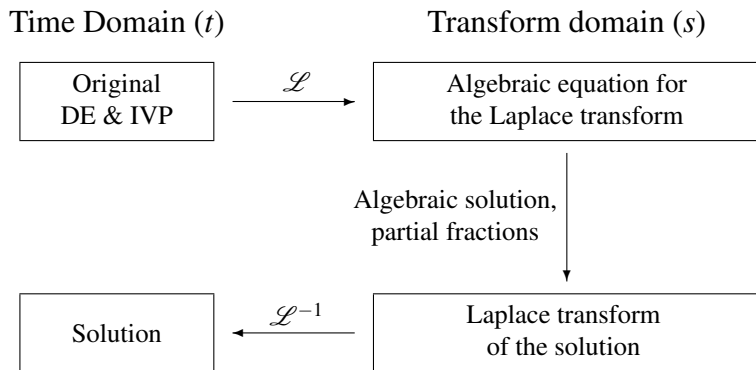 Time Domain (t)
Transform domain (s)
Original
DE & IVP
ℒ
Algebraic equation for
the Laplace transform
Algebraic solution,
partial fractions
Laplace transform
of the solution
ℒ⁻¹
Solution